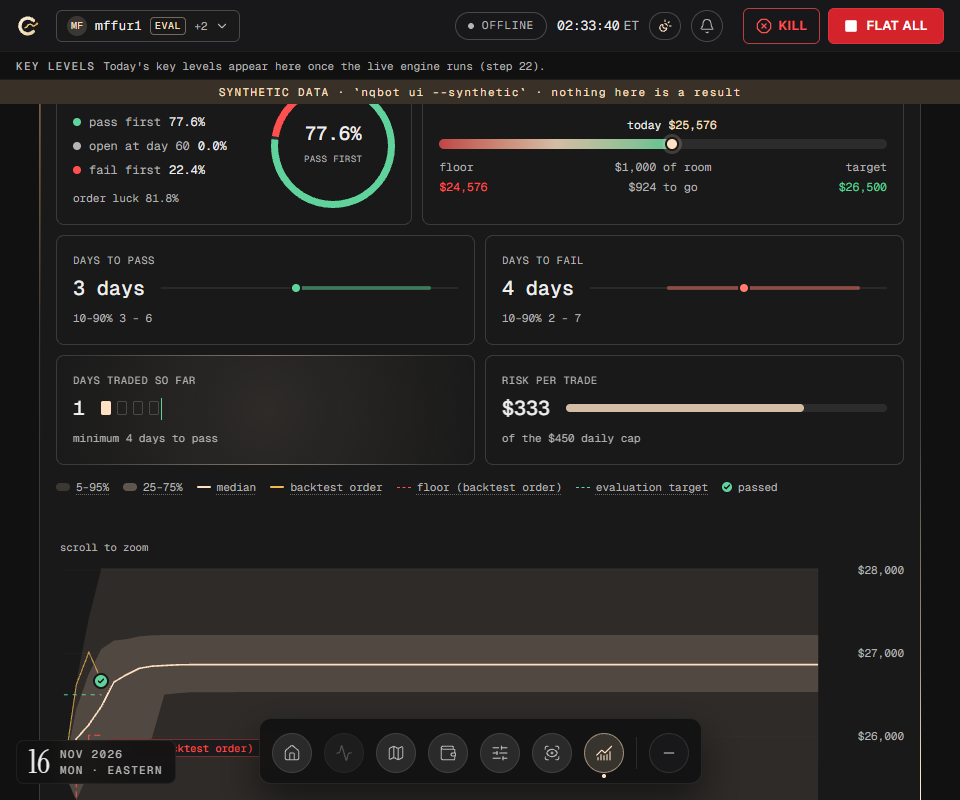 MF mffur1 EVAL +2
OFFLINE
02:33:40 ET
KILL
FLAT ALL
KEY LEVELS Today's key levels appear here once the live engine runs (step 22).
SYNTHETIC DATA · `nqbot ui --synthetic` · nothing here is a result
pass first 77.6%
open at day 60 0.0%
fail first 22.4%
order luck 81.8%
77.6%
PASS FIRST
today $25,576
floor $1,000 of room target
$24,576 $924 to go $26,500
DAYS TO PASS
3 days
10-90% 3 - 6
DAYS TO FAIL
4 days
10-90% 2 - 7
DAYS TRADED SO FAR
1
minimum 4 days to pass
RISK PER TRADE
$333
of the $450 daily cap
5-95% 25-75% median backtest order floor (backtest order) evaluation target passed
scroll to zoom
$28,000
$27,000
$26,000
cktest order)
16 NOV 2026
MON · EASTERN